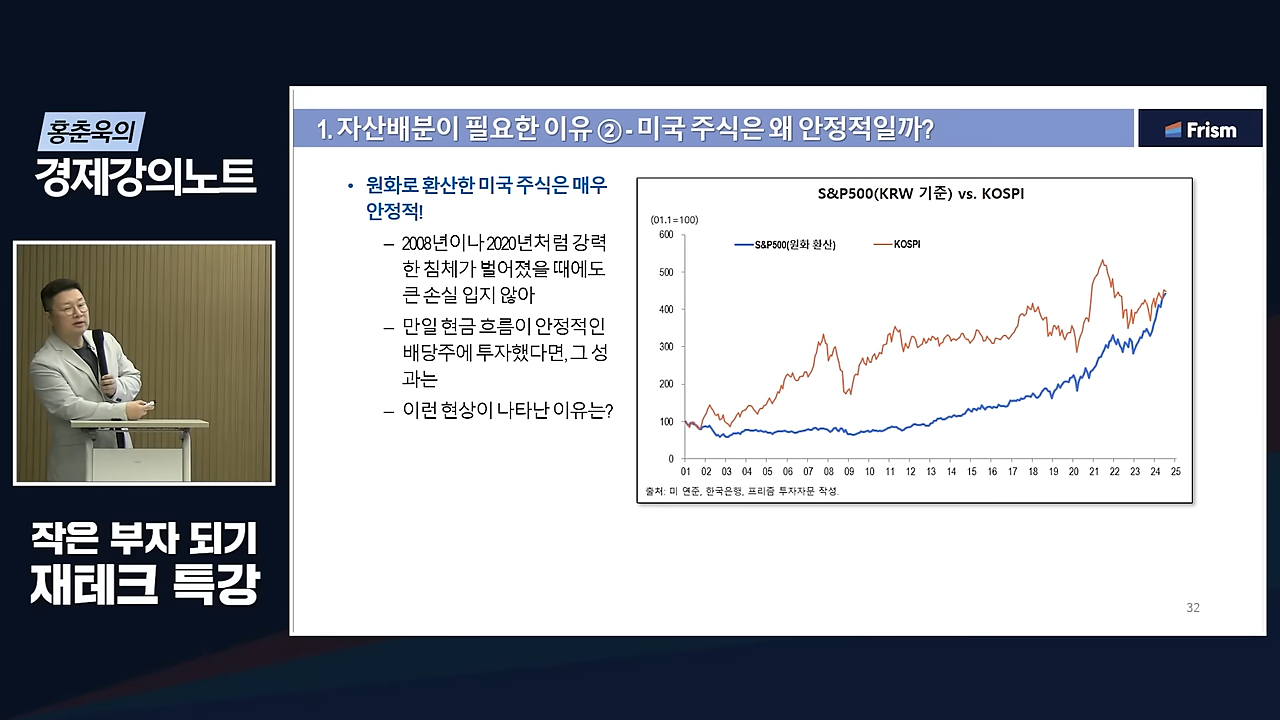 홍춘욱의
경제강의노트
작은 부자 되기
재테크 특강
1. 자산배분이 필요한 이유 ② - 미국 주식은 왜 안정적일까?
Frism
• 원화로 환산한 미국 주식은 매우
안정적!
– 2008년이나 2020년처럼 강력
한 침체가 벌어졌을 때에도
큰 손실 입지 않아
– 만일 현금 흐름이 안정적인
배당주에 투자했다면, 그 성
과는
– 이런 현상이 나타난 이유는?
S&P500(KRW 기준) vs. KOSPI
(01.1=100)
S&P500(원화 환산) KOSPI
600
500
400
300
200
100
0
01 02 03 04 05 06 07 08 09 10 11 12 13 14 15 16 17 18 19 20 21 22 23 24 25
출처: 미 연준, 한국은행, 프리즘 투자자문 작성.
32